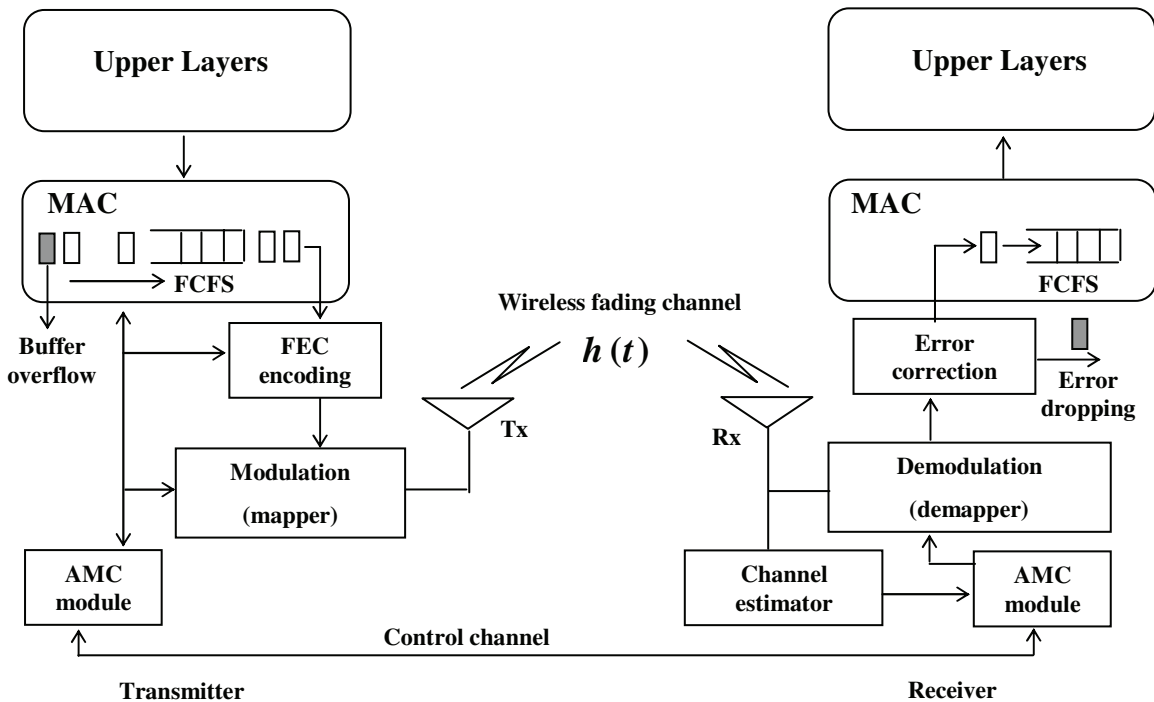 Upper Layers
Upper Layers
MAC
FCFS
MAC
FCFS
Wireless fading channel
h (t)
Buffer
overflow
FEC
encoding
Error
correction
Error
dropping
Tx
Rx
Modulation
(mapper)
Demodulation
(demapper)
AMC
module
Channel
estimator
AMC
module
Control channel
Transmitter
Receiver